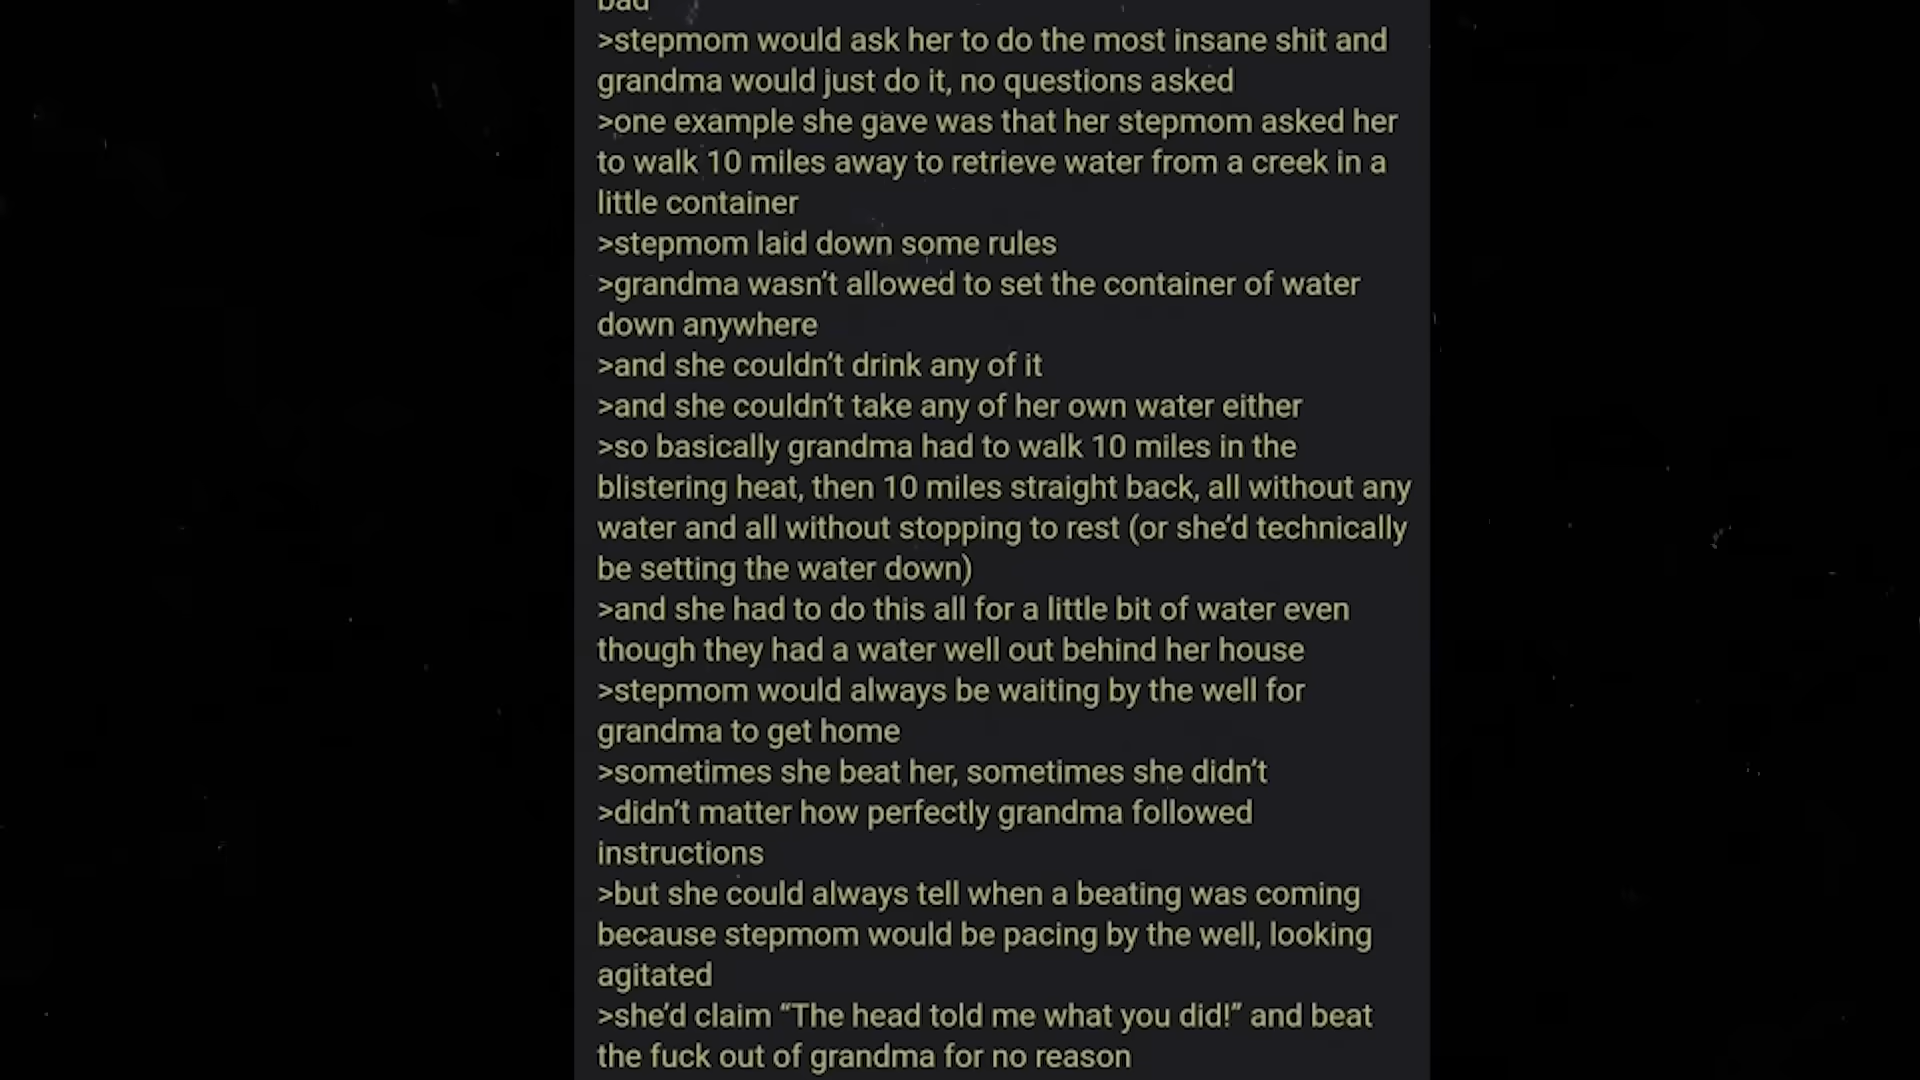 bad
>stepmom would ask her to do the most insane shit and
grandma would just do it, no questions asked
>one example she gave was that her stepmom asked her
to walk 10 miles away to retrieve water from a creek in a
little container
>stepmom laid down some rules
>grandma wasn’t allowed to set the container of water
down anywhere
>and she couldn’t drink any of it
>and she couldn’t take any of her own water either
>so basically grandma had to walk 10 miles in the
blistering heat, then 10 miles straight back, all without any
water and all without stopping to rest (or she’d technically
be setting the water down)
>and she had to do this all for a little bit of water even
though they had a water well out behind her house
>stepmom would always be waiting by the well for
grandma to get home
>sometimes she beat her, sometimes she didn’t
>didn’t matter how perfectly grandma followed
instructions
>but she could always tell when a beating was coming
because stepmom would be pacing by the well, looking
agitated
>she’d claim “The head told me what you did!” and beat
the fuck out of grandma for no reason